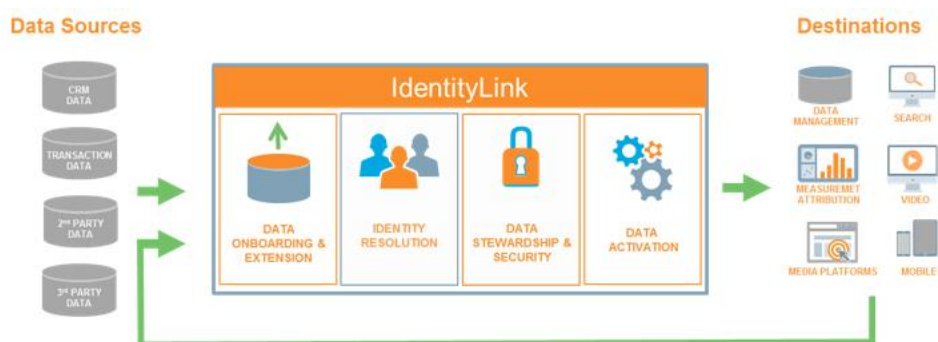 Data Sources
CRM
DATA
TRANSACTION
DATA
2nd PARTY
DATA
3rd PARTY
DATA
IdentityLink
DATA
ONBOARDING &
EXTENSION
IDENTITY
RESOLUTION
DATA
STEWARDSHIP &
SECURITY
DATA
ACTIVATION
Destinations
DATA
MANAGEMENT
SEARCH
MEASUREMET
ATTRIBUTION
VIDEO
MEDIA PLATFORMS
MOBILE